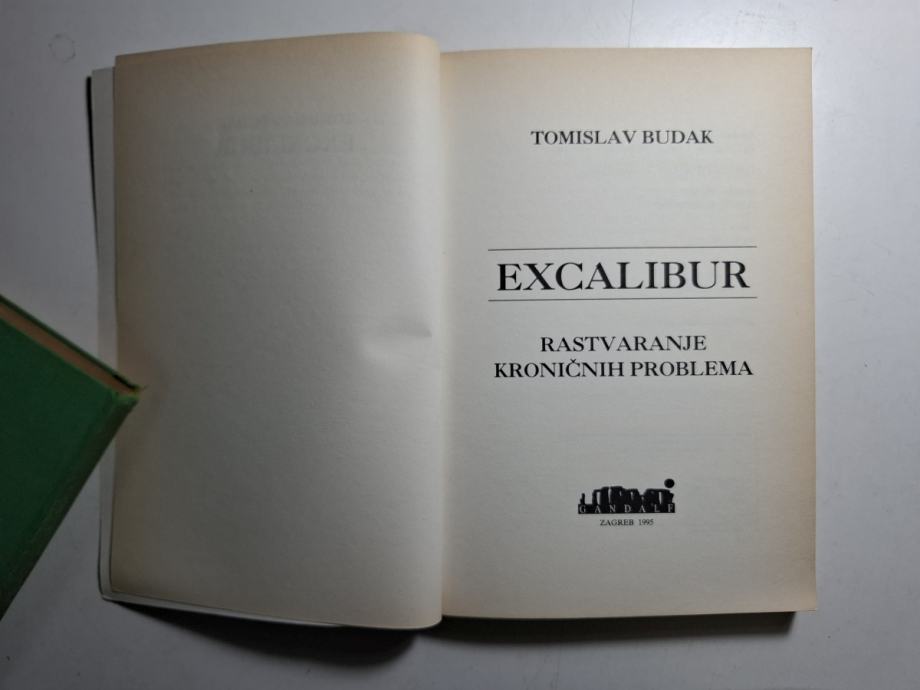 TOMISLAV BUDAK
EXCALIBUR
RASTVARANJE
KRONIČNIH PROBLEMA
GANDALF
ZAGREB 1995